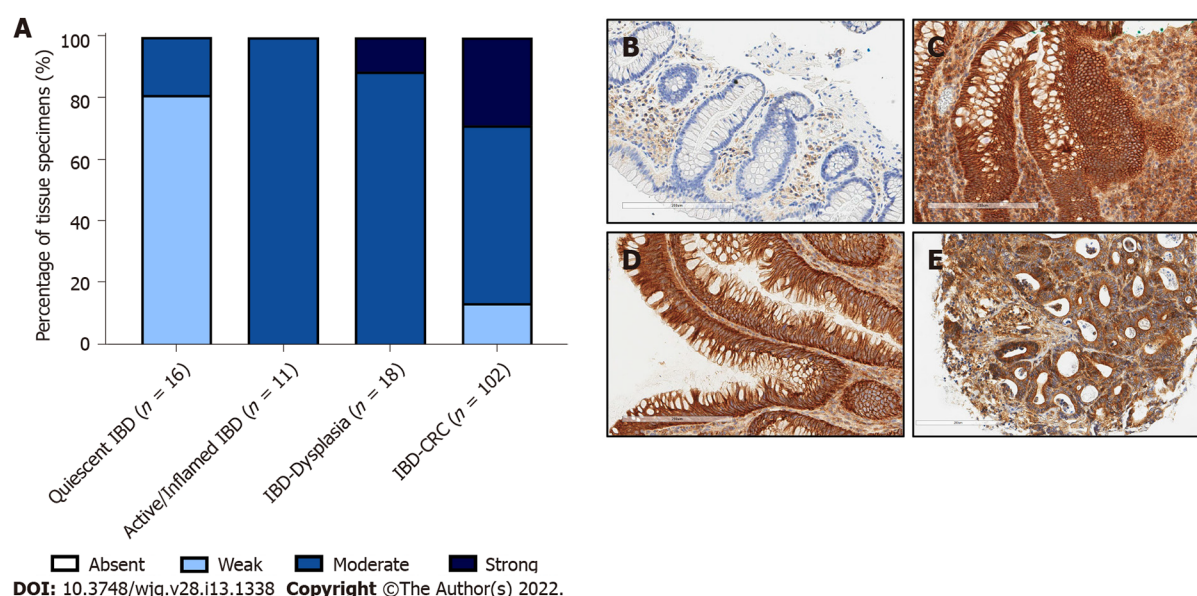 A
Percentage of tissue specimens (%)
100
80
60
40
20
0
Quiescent IBD (n = 16)
Active/Inflamed IBD (n = 11)
IBD-Dysplasia (n = 18)
IBD-CRC (n = 102)
Absent Weak Moderate Strong
B
C
D
E
DOI: 10.3748/wjg.v28.i13.1338 Copyright ©The Author(s) 2022.